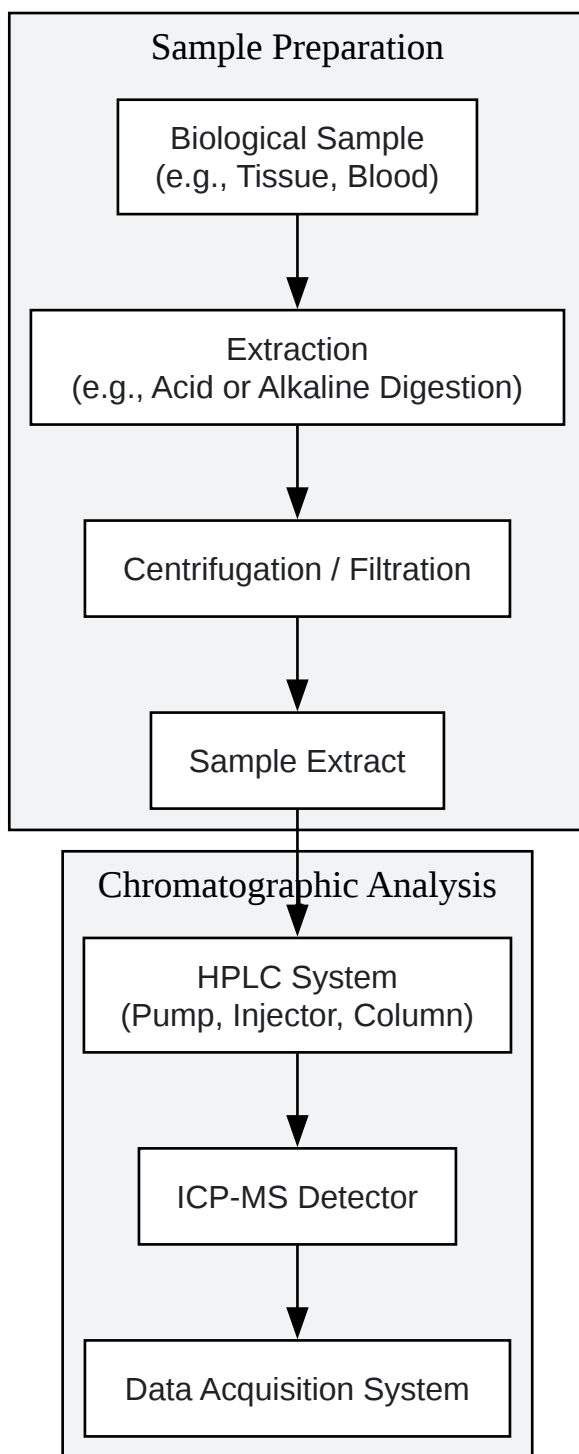 Sample Preparation
Biological Sample
(e.g., Tissue, Blood)
Extraction
(e.g., Acid or Alkaline Digestion)
Centrifugation / Filtration
Sample Extract
Chromatographic Analysis
HPLC System
(Pump, Injector, Column)
ICP-MS Detector
Data Acquisition System